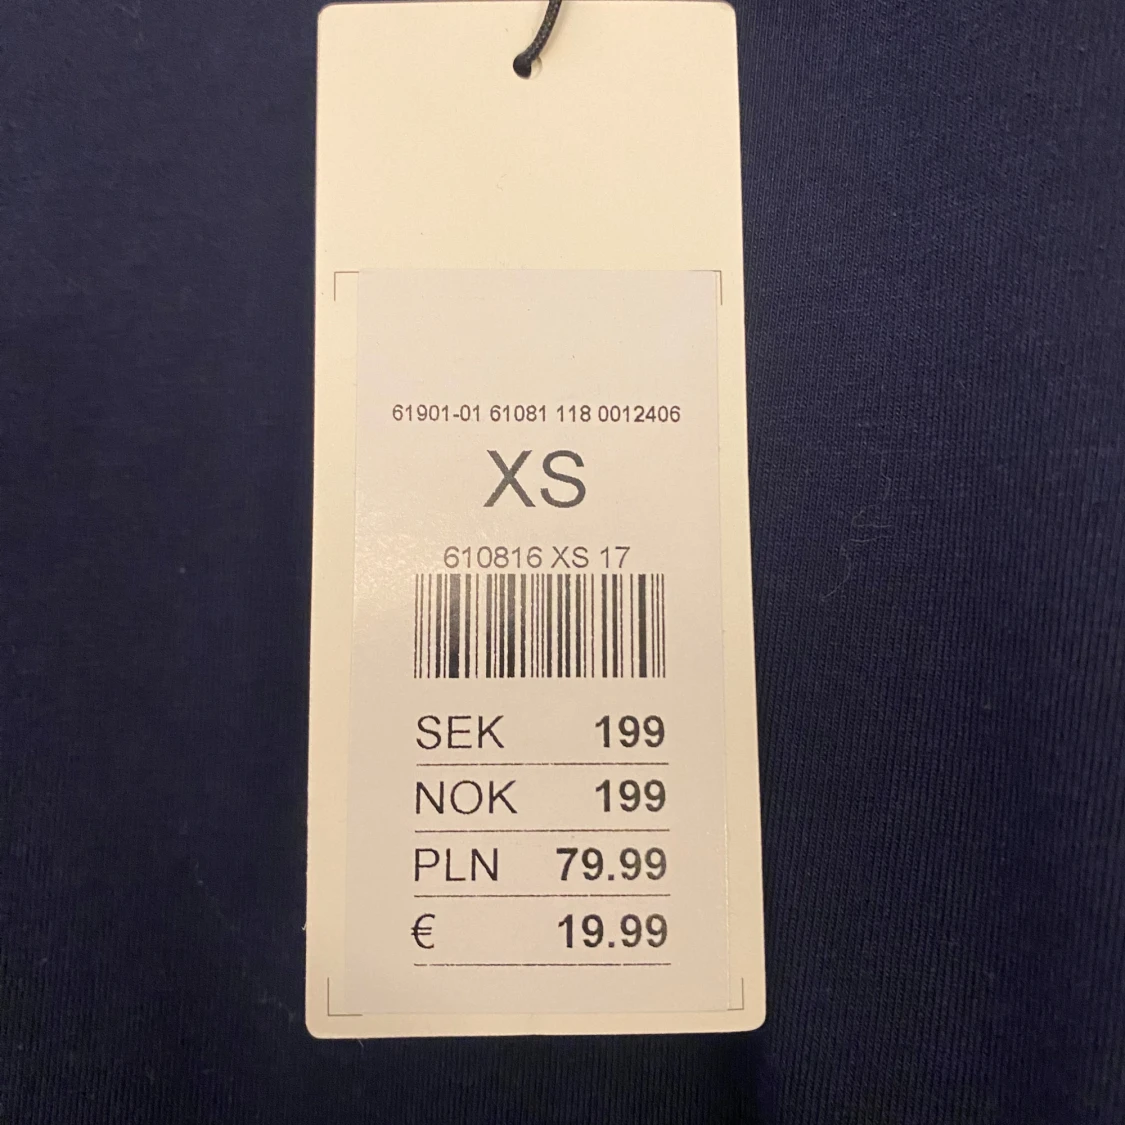 61901-01 61081 118 0012406
XS
610816 XS 17
SEK 199
NOK 199
PLN 79.99
€ 19.99